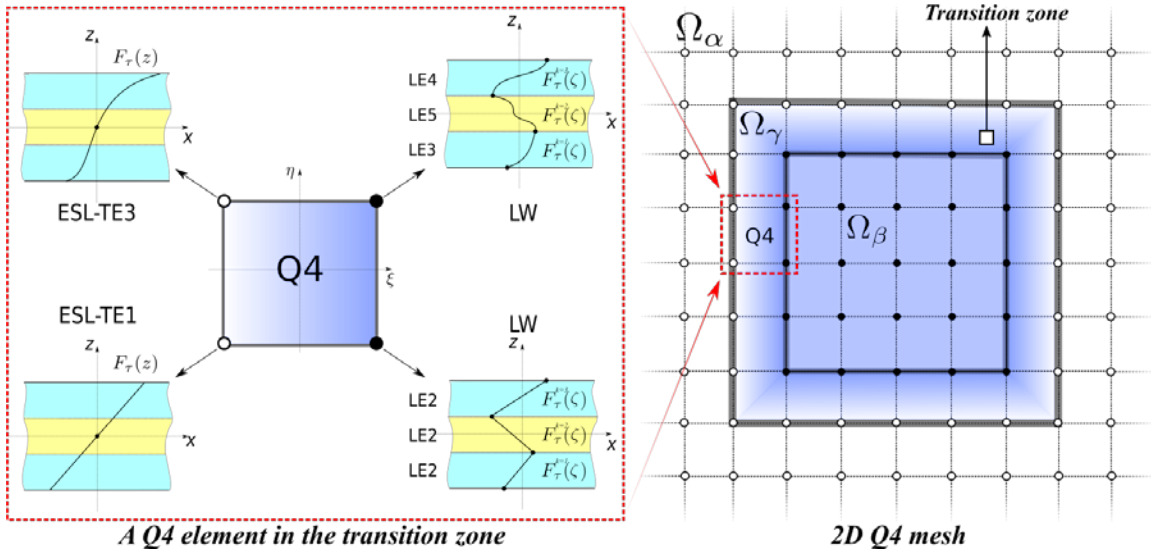 Transition zone
Ω_α
z
F_τ(z)
x
ESL-TE3
z
LE4
LE5
LE3
F_τ(ζ)
F_τ(ζ)
F_τ(ζ)
x
LW
η
Q4
ξ
ESL-TE1
z
F_τ(z)
x
LW
z
LE2
LE2
LE2
F_τ(ζ)
F_τ(ζ)
F_τ(ζ)
x
A Q4 element in the transition zone
Ω_γ
Q4
Ω_β
2D Q4 mesh